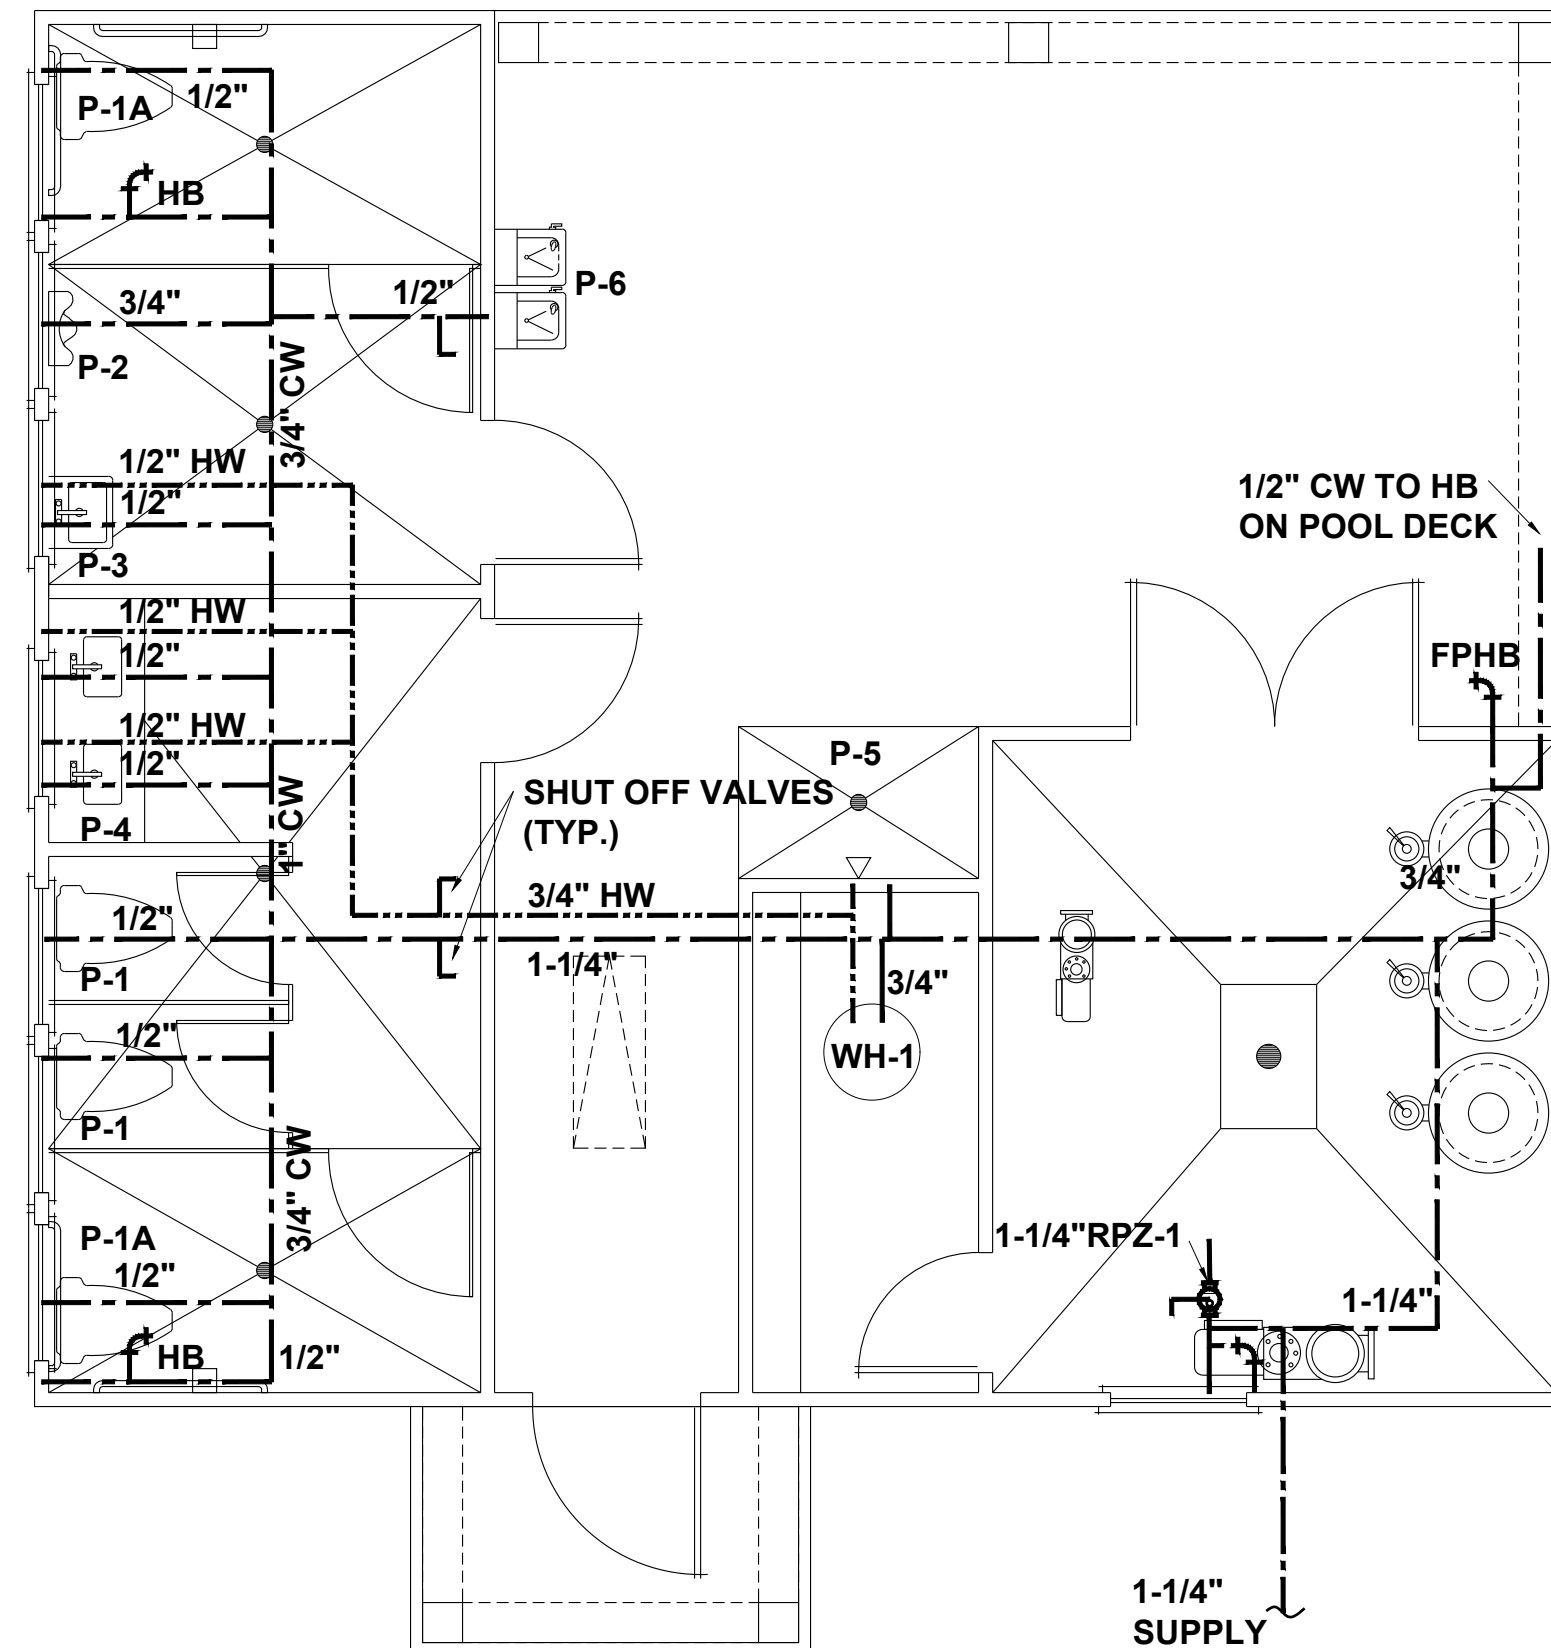 1/2"
P-1A
HB
3/4"
1/2"
P-6
P-2
3/4" CW
1/2" HW
1/2"
P-3
1/2" CW TO HB
ON POOL DECK
1/2" HW
1/2"
FPHB
1/2" HW
1/2"
P-4
1" CW
P-5
SHUT OFF VALVES
(TYP.)
3/4" HW
3/4"
1/2"
P-1
1-1/4"
3/4"
1/2"
WH-1
P-1
3/4" CW
P-1A
1/2"
1-1/4"RPZ-1
1-1/4"
HB
1/2"
1-1/4"
SUPPLY